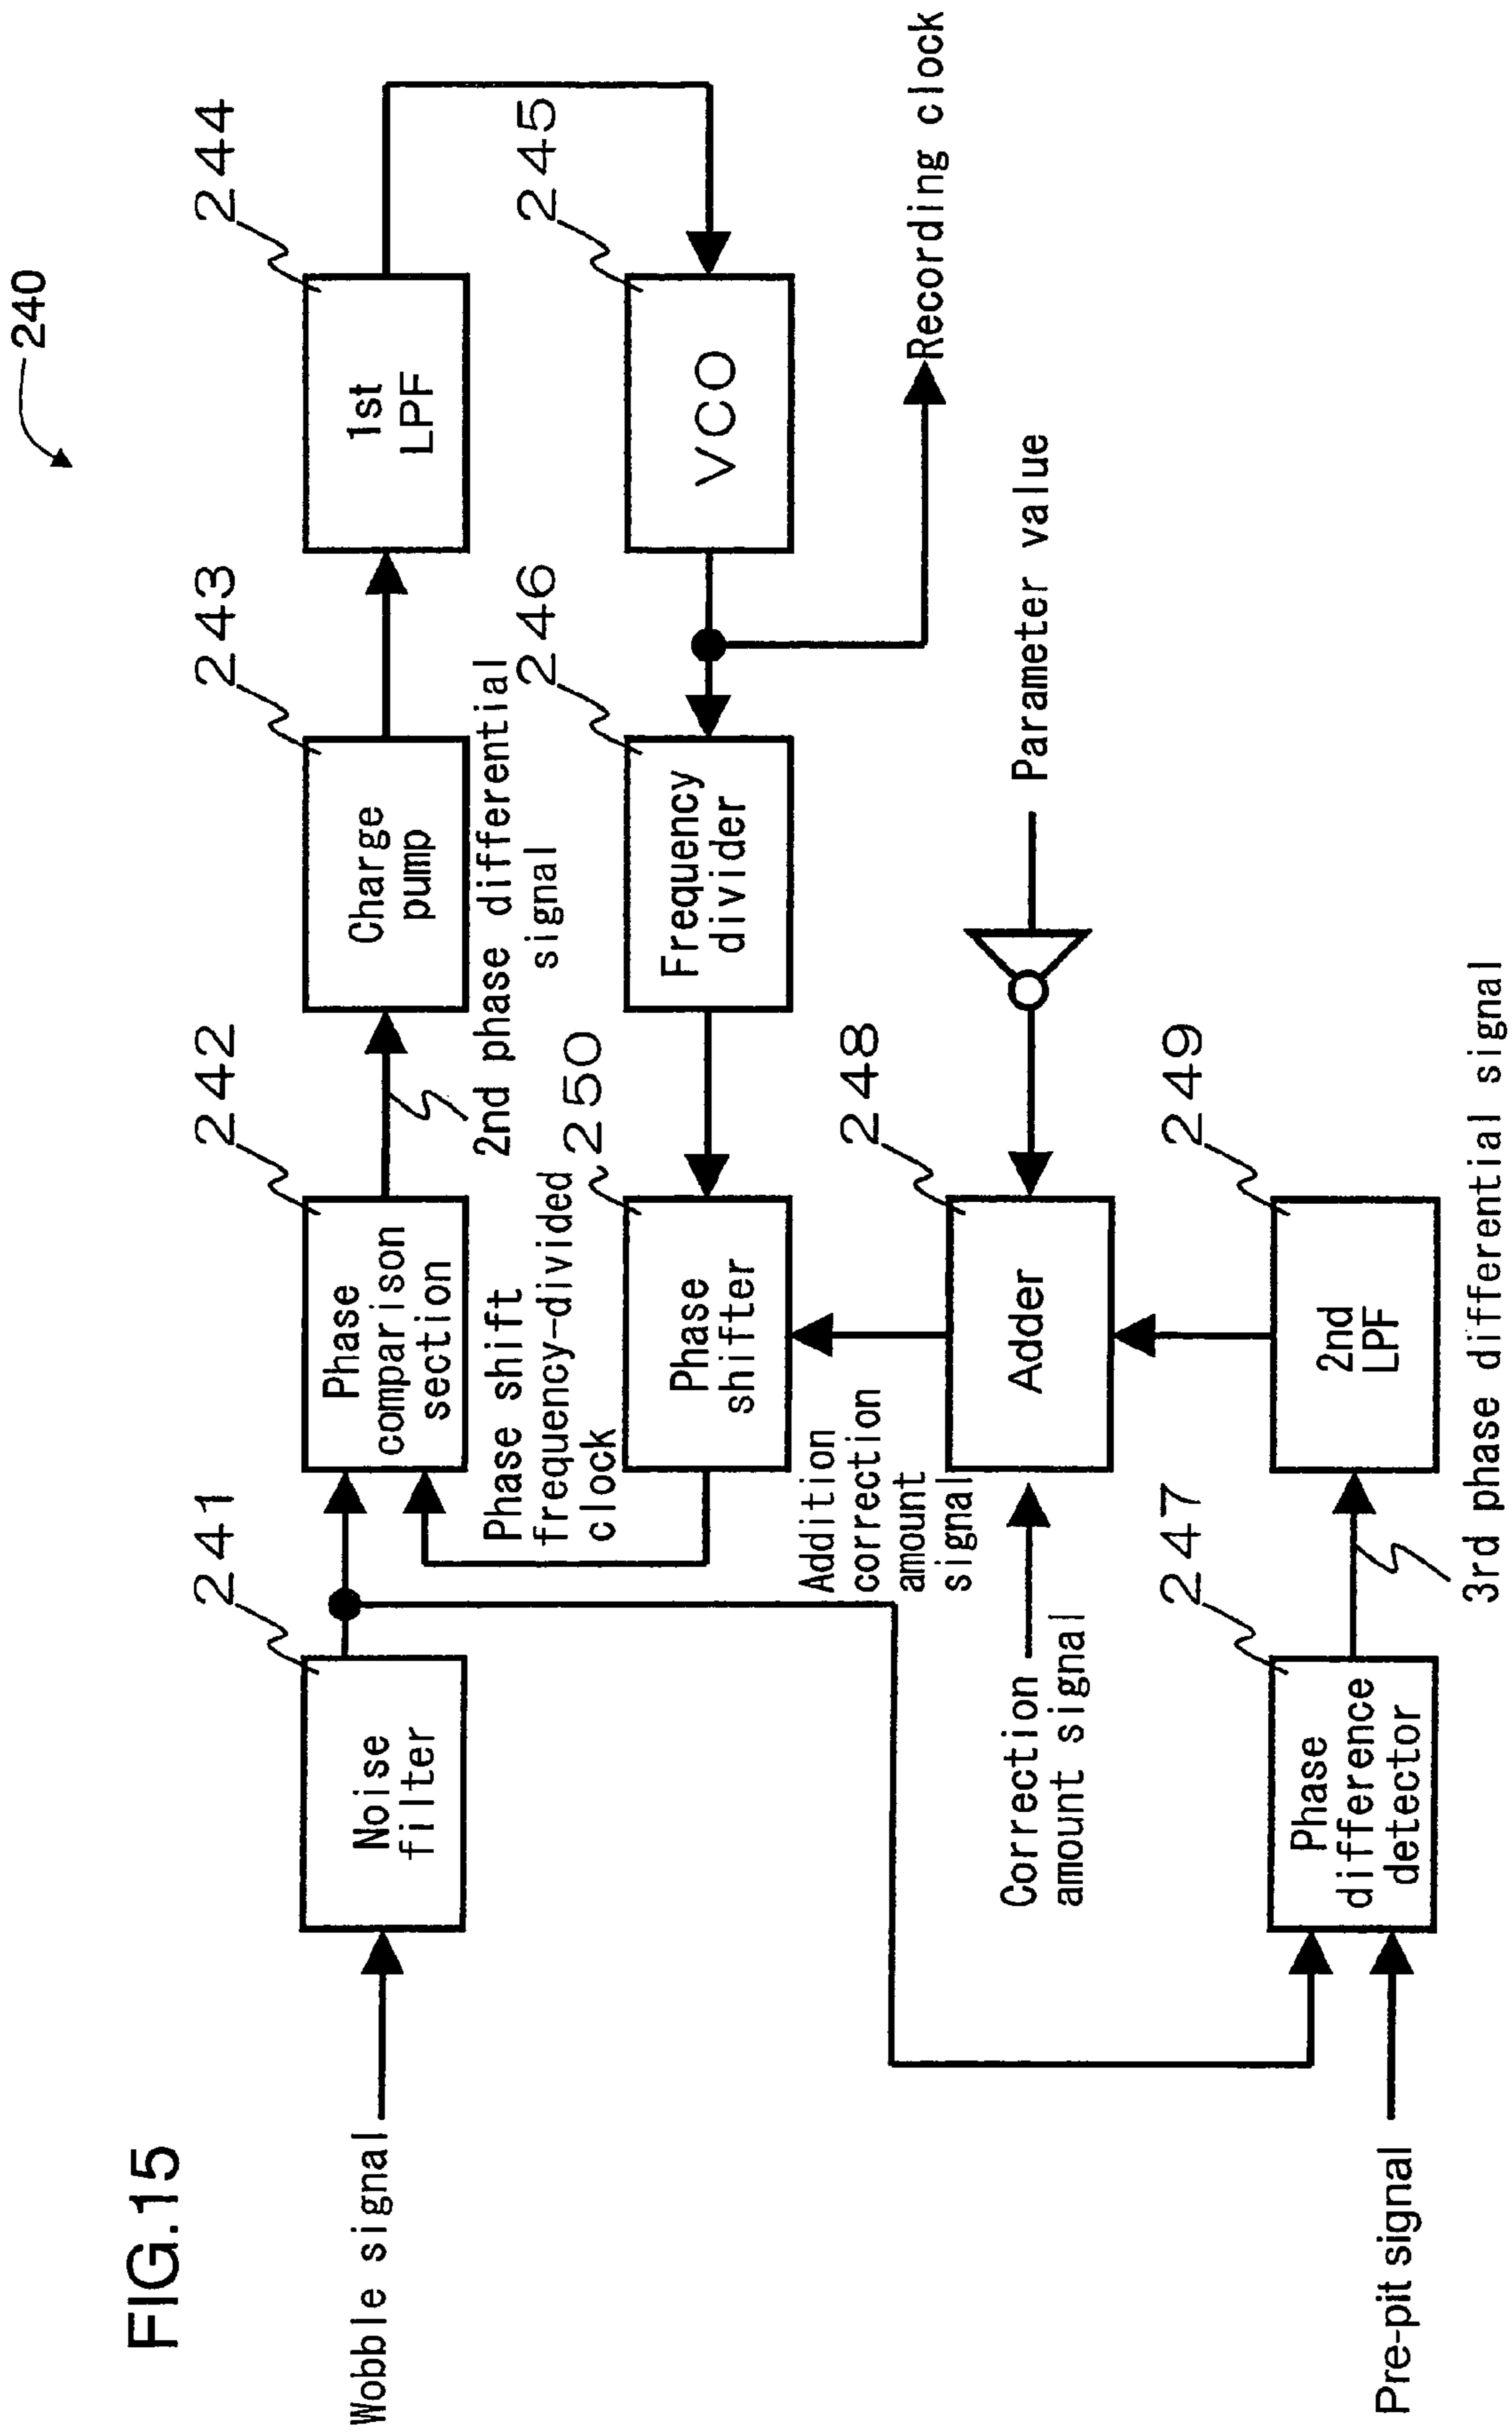 FIG.15
240
Wobble signal
241
Noise
filter
242
Phase
comparison
section
243
Charge
pump
244
1st
LPF
2nd phase differential
signal
Phase shift
frequency-divided
clock
250
Phase
shifter
246
Frequency
divider
245
VCO
Recording clock
Addition
correction
amount
signal
248
Adder
Parameter value
Correction
amount signal
247
Phase
difference
detector
249
2nd
LPF
3rd phase differential signal
Pre-pit signal